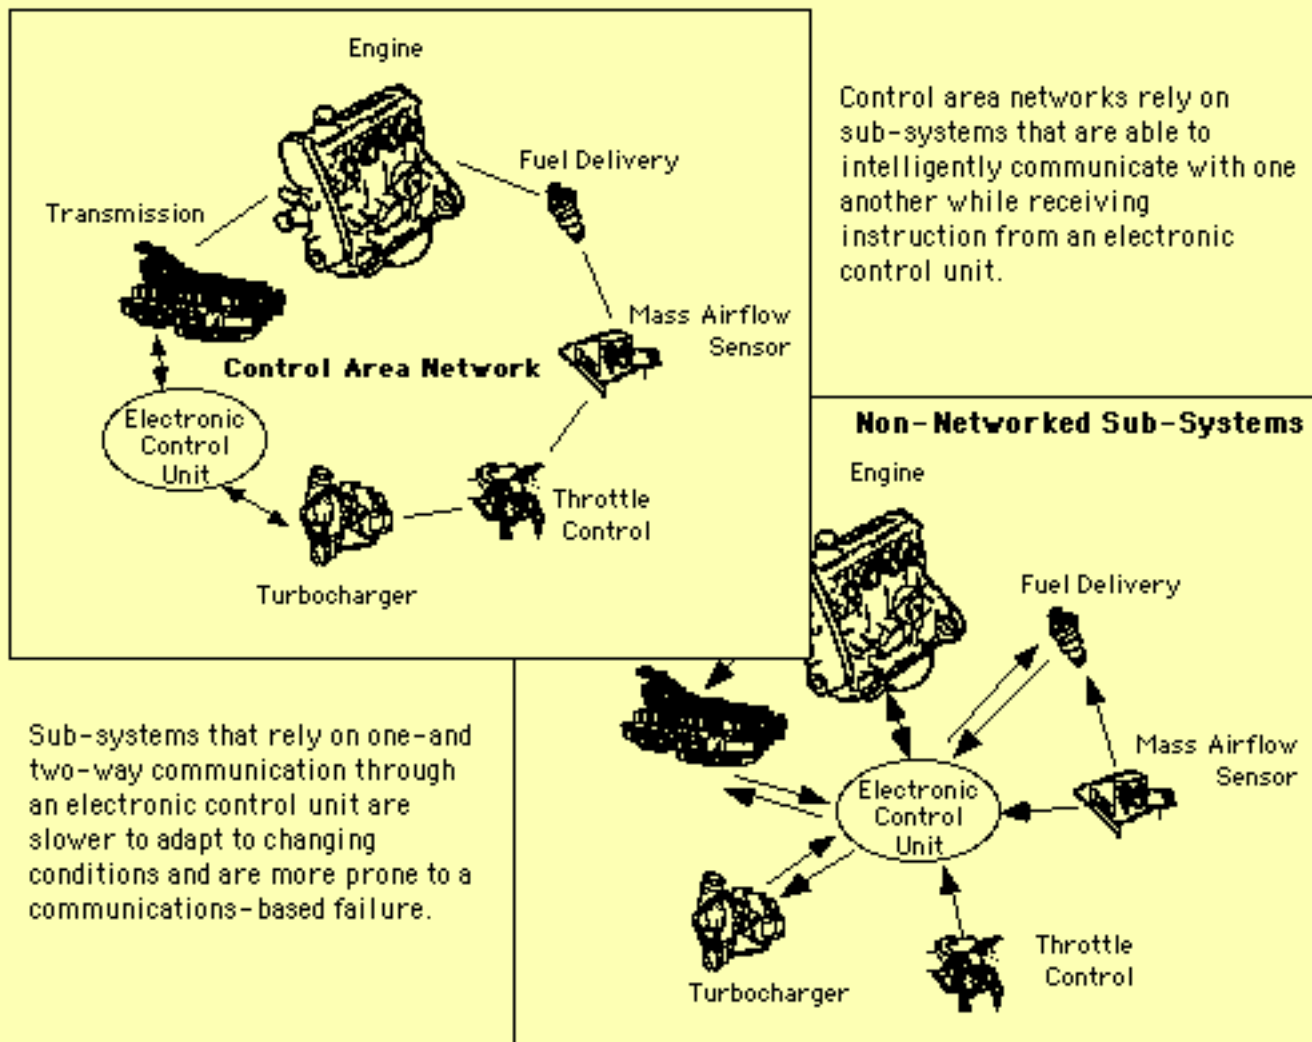 Engine
Fuel Delivery
Transmission
Mass Airflow
Sensor
Control Area Network
Electronic
Control
Unit
Throttle
Control
Turbocharger
Control area networks rely on
sub-systems that are able to
intelligently communicate with one
another while receiving
instruction from an electronic
control unit.
Non-Networked Sub-Systems
Engine
Fuel Delivery
Mass Airflow
Sensor
Electronic
Control
Unit
Throttle
Control
Turbocharger
Sub-systems that rely on one-and
two-way communication through
an electronic control unit are
slower to adapt to changing
conditions and are more prone to a
communications-based failure.